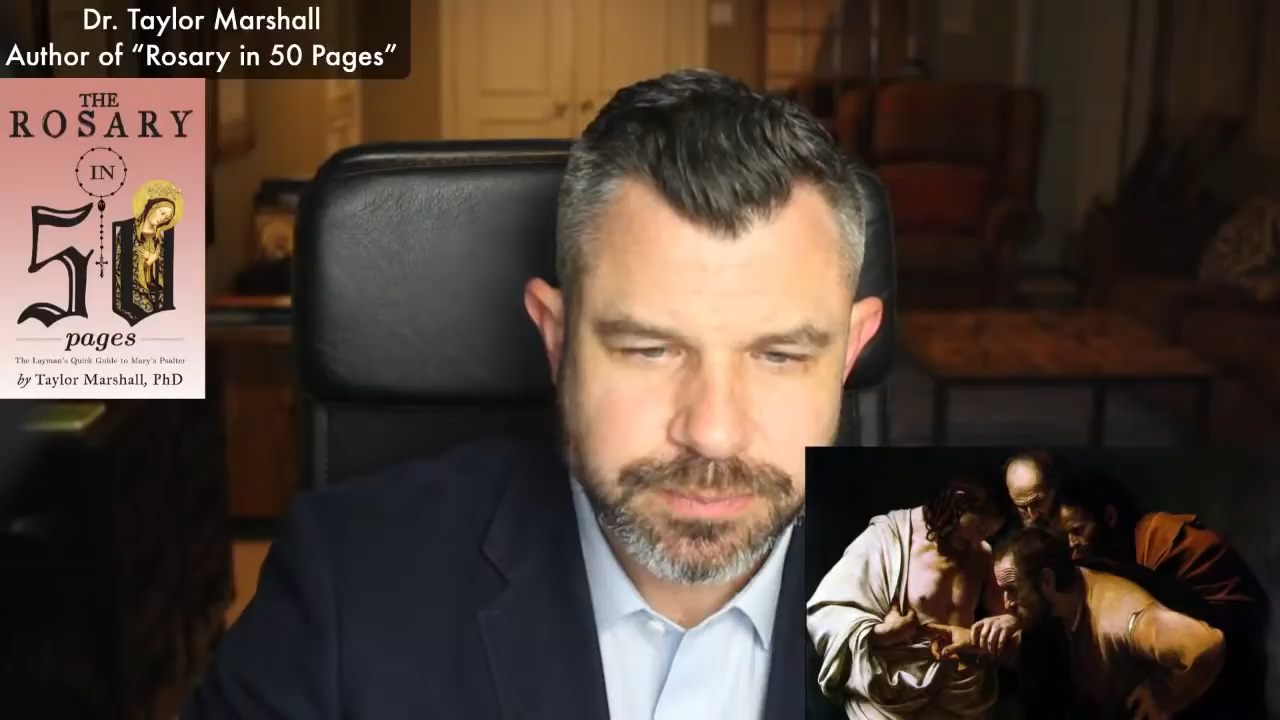 Dr. Taylor Marshall
Author of “Rosary in 50 Pages”
THE
ROSARY
IN
50
pages
The Layman's Quick Guide to Mary's Psalter
by Taylor Marshall, PhD